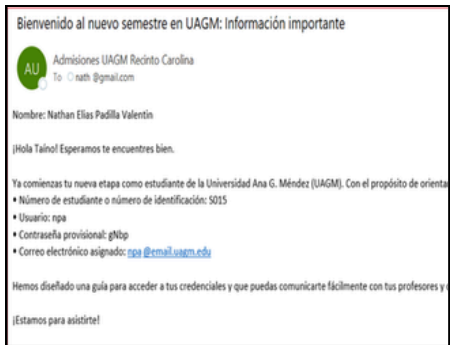 Bienvenido al nuevo semestre en UAGM: Información importante
AU
Admisiones UAGM Recinto Carolina
To nath @gmail.com
Nombre: Nathan Elias Padilla Valentin
¡Hola Taíno! Esperamos te encuentres bien.
Ya comienzas tu nueva etapa como estudiante de la Universidad Ana G. Méndez (UAGM). Con el propósito de orienta
• Número de estudiante o número de identificación: S015
• Usuario: npa
• Contraseña provisional: gNbp
• Correo electrónico asignado: npa @email.uagm.edu
Hemos diseñado una guía para acceder a tus credenciales y que puedas comunicarte fácilmente con tus profesores y
¡Estamos para asistirte!